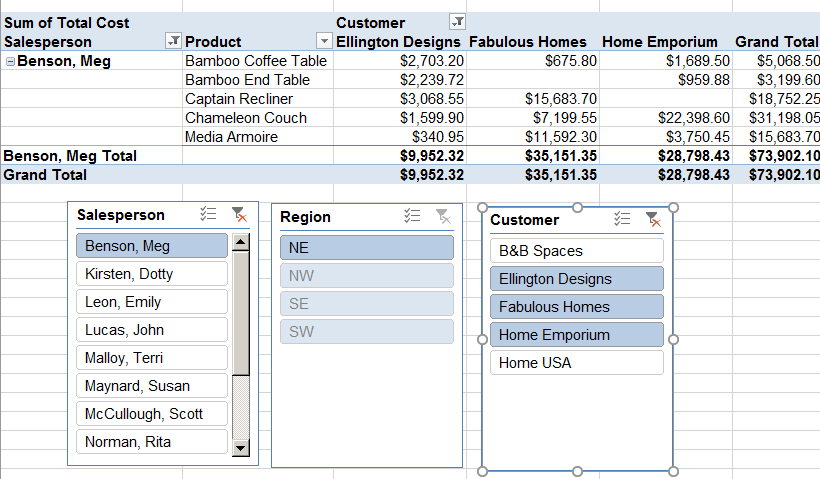 Sum of Total Cost Customer
Salesperson Product Ellington Designs Fabulous Homes Home Emporium Grand Total
Benson, Meg Bamboo Coffee Table $2,703.20 $675.80 $1,689.50 $5,068.50
Bamboo End Table $2,239.72 $959.88 $3,199.60
Captain Recliner $3,068.55 $15,683.70 $18,752.25
Chameleon Couch $1,599.90 $7,199.55 $22,398.60 $31,198.05
Media Armoire $340.95 $11,592.30 $3,750.45 $15,683.70
Benson, Meg Total $9,952.32 $35,151.35 $28,798.43 $73,902.10
Grand Total $9,952.32 $35,151.35 $28,798.43 $73,902.10
Salesperson
Benson, Meg
Kirsten, Dotty
Leon, Emily
Lucas, John
Malloy, Terri
Maynard, Susan
McCullough, Scott
Norman, Rita
Region
NE
NW
SE
SW
Customer
B&B Spaces
Ellington Designs
Fabulous Homes
Home Emporium
Home USA